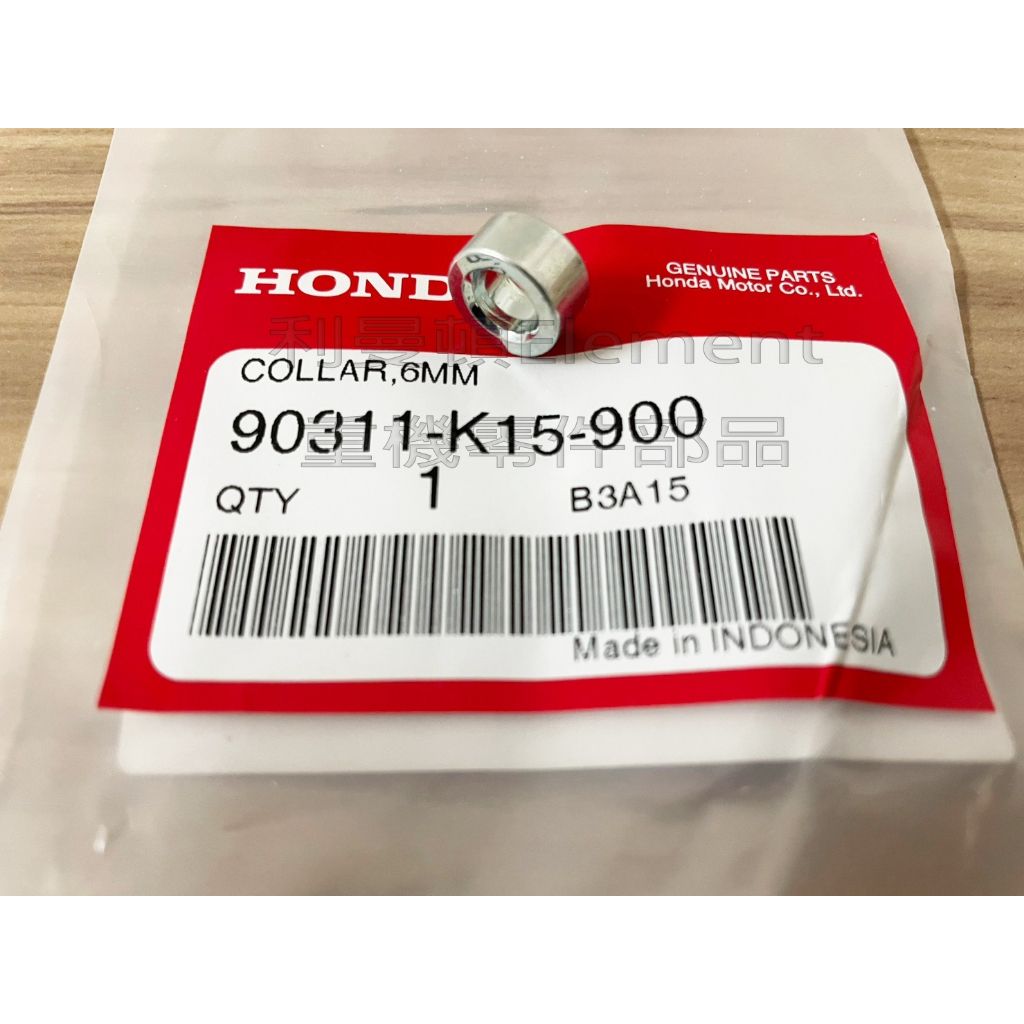 HOND
GENUINE PARTS
Honda Motor Co., Ltd.
利曼頓Element
COLLAR,6MM
90311-K15-900
重機零件部品
QTY 1 B3A15
Made in INDONESIA